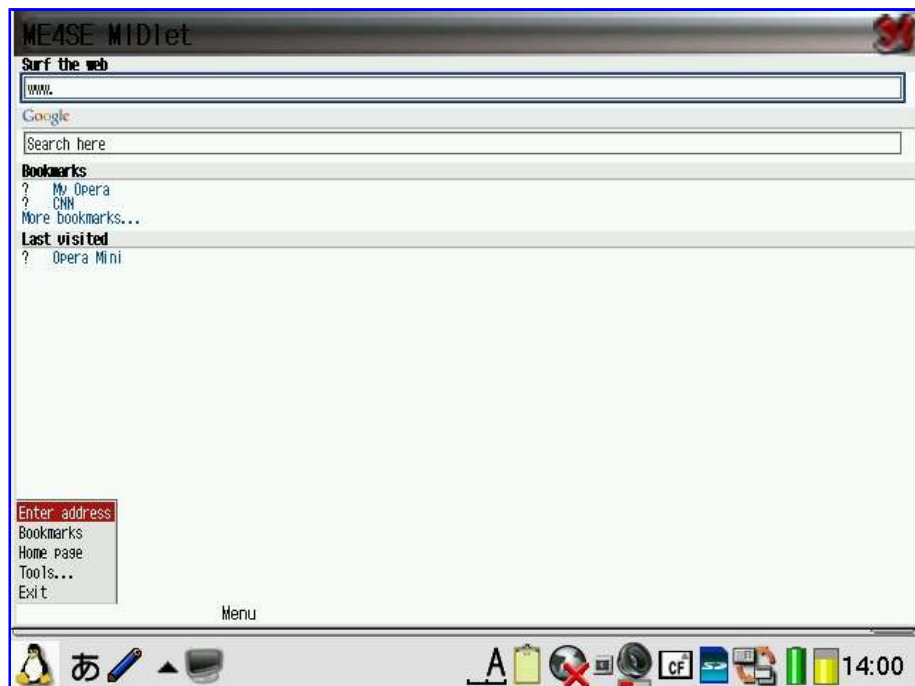 ME4SE MIDlet
Surf the web
www.
Google
Search here
Bookmarks
? My Opera
? CNN
More bookmarks...
Last visited
? Opera Mini
Enter address
Bookmarks
Home page
Tools...
Exit
Menu
あ
A
CF
SD
14:00